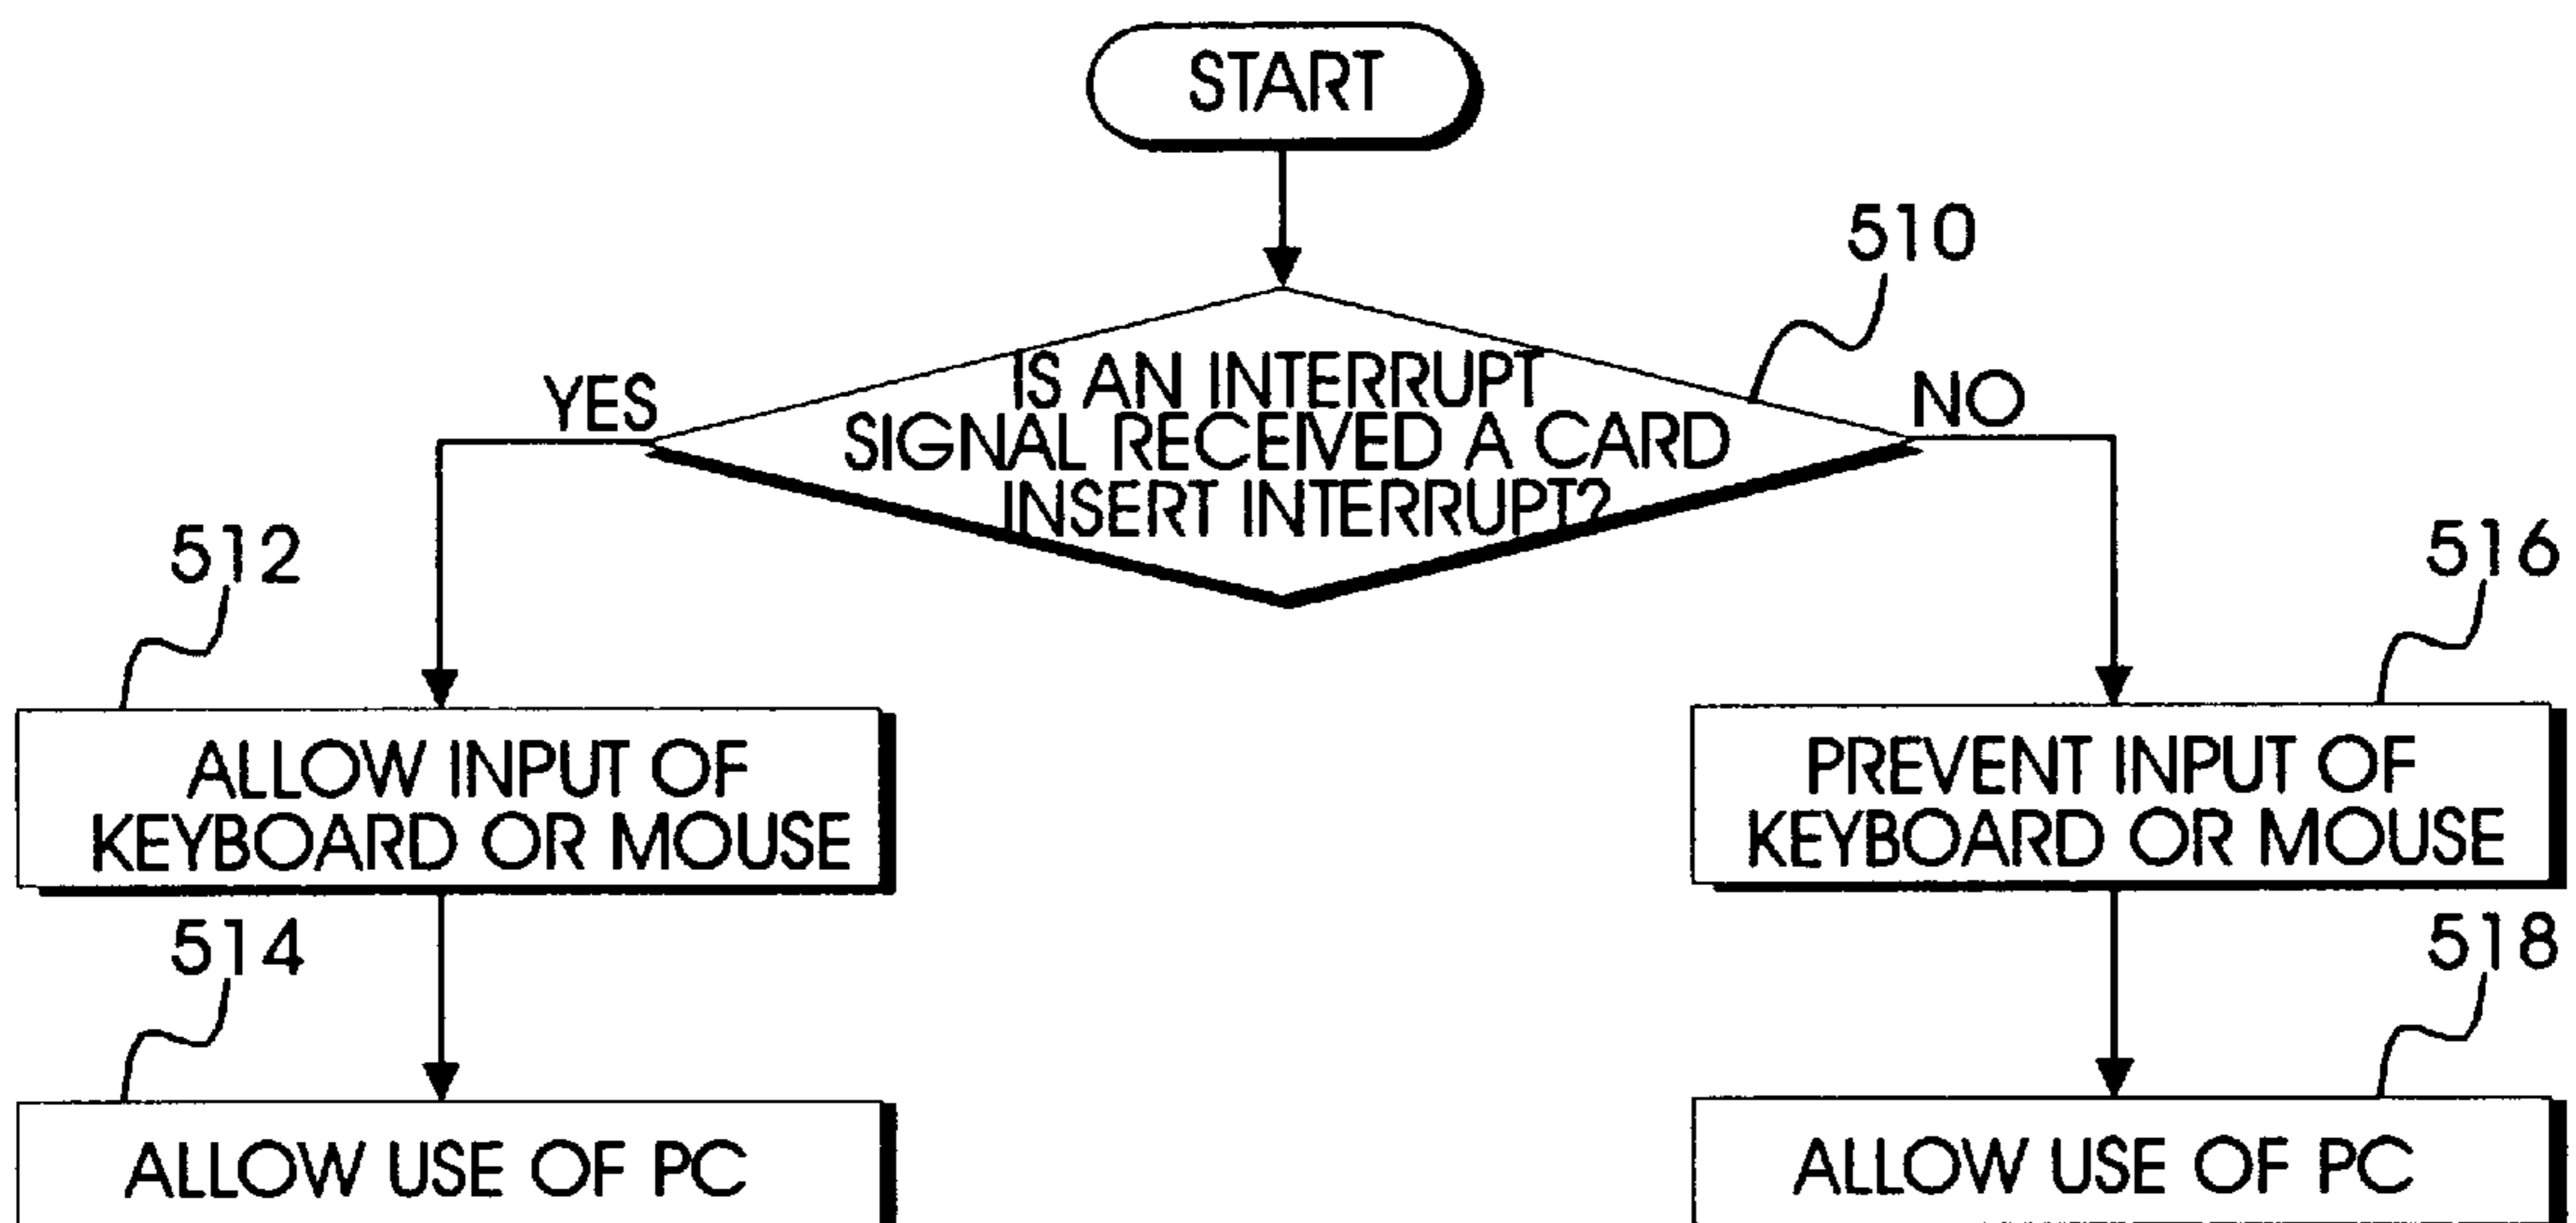 START
510
YES
NO
IS AN INTERRUPT
SIGNAL RECEIVED A CARD
INSERT INTERRUPT?
512
516
ALLOW INPUT OF
KEYBOARD OR MOUSE
PREVENT INPUT OF
KEYBOARD OR MOUSE
514
518
ALLOW USE OF PC
ALLOW USE OF PC